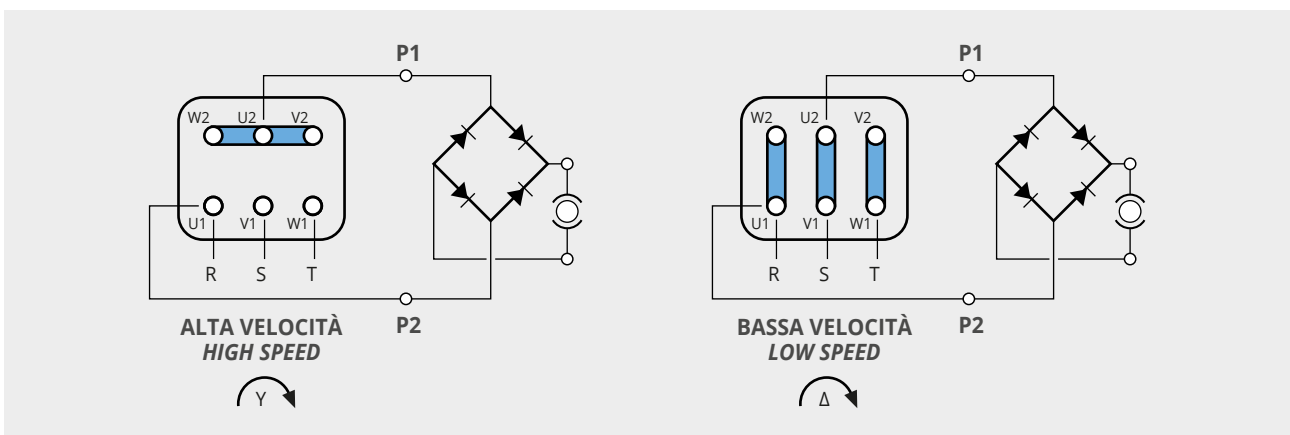 P1
W2 U2 V2
U1 V1 W1
R S T
P2
ALTA VELOCITÀ
HIGH SPEED
Y
P1
W2 U2 V2
U1 V1 W1
R S T
P2
BASSA VELOCITÀ
LOW SPEED
Δ